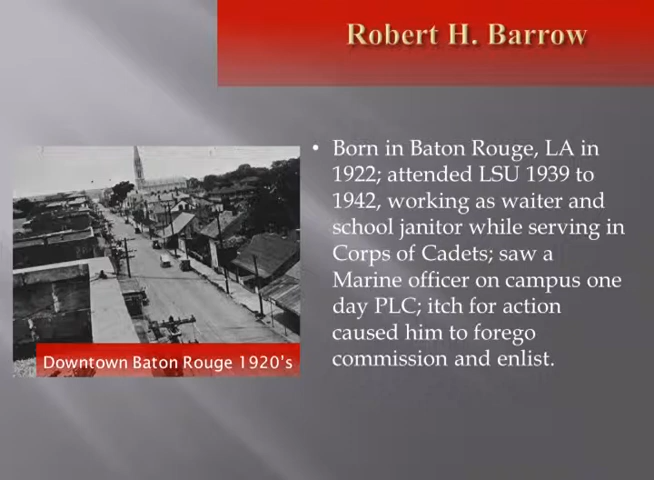 Robert H. Barrow
• Born in Baton Rouge, LA in
1922; attended LSU 1939 to
1942, working as waiter and
school janitor while serving in
Corps of Cadets; saw a
Marine officer on campus one
day PLC; itch for action
caused him to forego
commission and enlist.
Downtown Baton Rouge 1920's